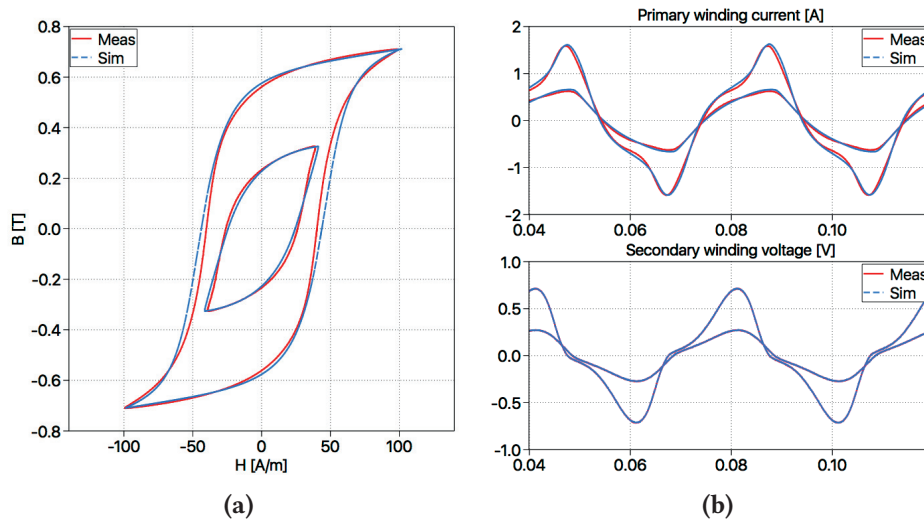 0.8
0.6
0.4
0.2
0.0
-0.2
-0.4
-0.6
-0.8
B [T]
Meas
Sim
-100 -50 0 50 100
H [A/m]
(a)
Primary winding current [A]
2
1
0
-1
-2
Meas
Sim
0.04 0.06 0.08 0.10
Secondary winding voltage [V]
1.0
0.5
0.0
-0.5
-1.0
Meas
Sim
0.04 0.06 0.08 0.10
(b)